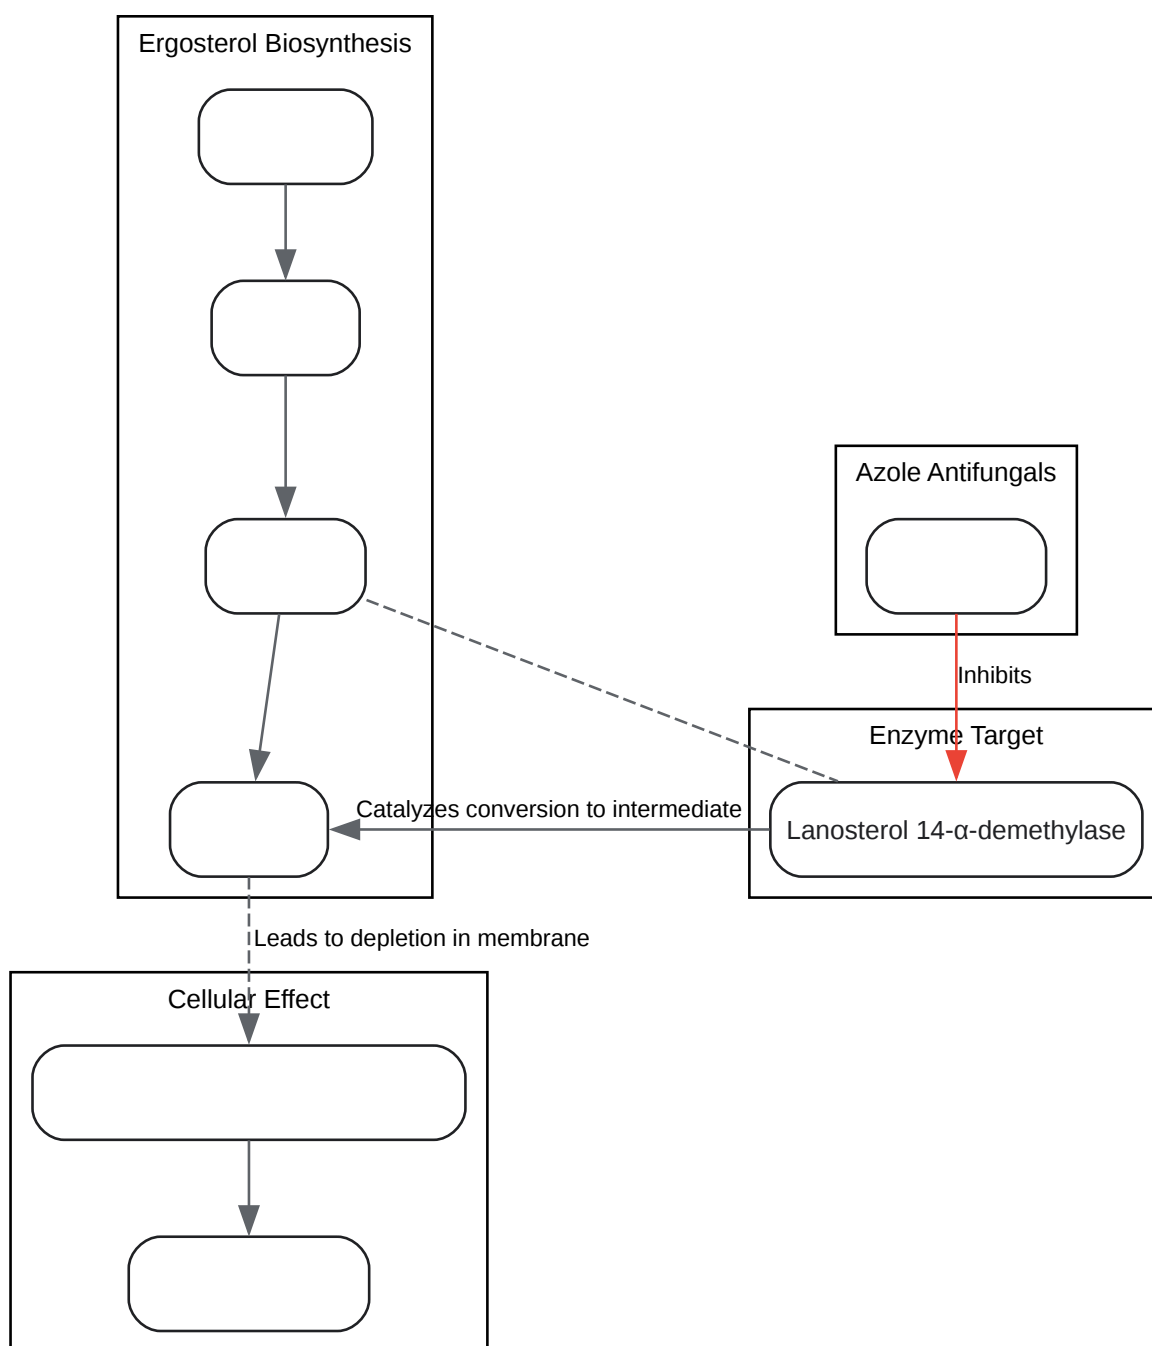 Ergosterol Biosynthesis
Azole Antifungals
Inhibits
Enzyme Target
Catalyzes conversion to intermediate
Lanosterol 14-α-demethylase
Leads to depletion in membrane
Cellular Effect